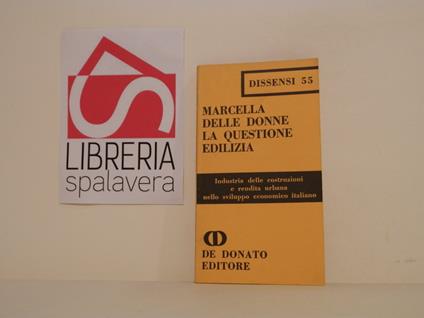 LIBRERIA
spalavera
DISSENSI 55
MARCELLA
DELLE DONNE
LA QUESTIONE
EDILIZIA
Industria delle costruzioni
e rendita urbana
nello sviluppo economico italiano
DE DONATO
EDITORE